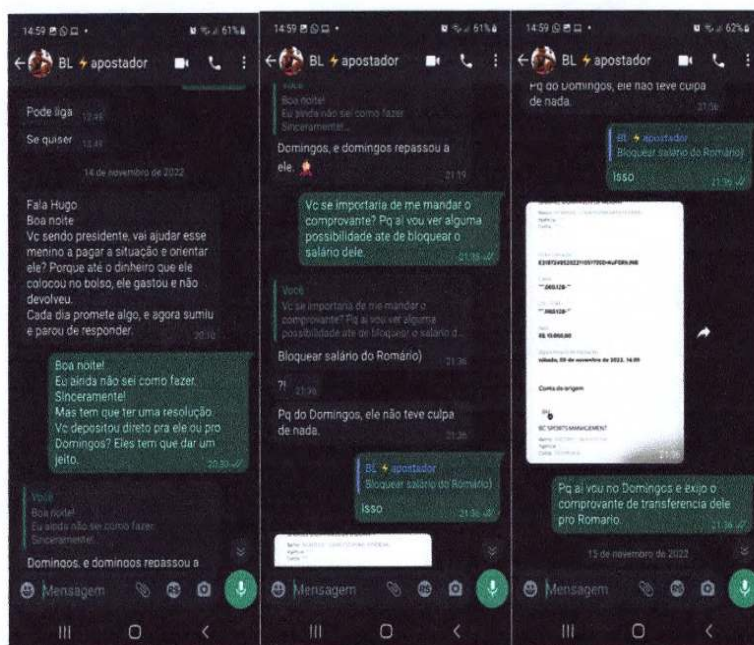 14:59
61%
BL ⚡ apostador
Pode liga
12:49
Se quiser
12:49
14 de novembro de 2022
Fala Hugo
Boa noite
Vc sendo presidente, vai ajudar esse
menino a pagar a situação e orientar
ele? Porque até o dinheiro que ele
colocou no bolso, ele gastou e não
devolveu.
Cada dia promete algo, e agora sumiu
e parou de responder.
Boa noite!
Eu ainda não sei como fazer.
Sinceramente!
Mas tem que ter uma resolução.
Vc depositou direto pra ele ou pro
Domingos? Eles tem que dar um
jeito.
Você
Boa noite!
Eu ainda não sei como fazer.
Sinceramente!
Domingos, e domingos repassou a
Mensagem
14:59
61%
BL ⚡ apostador
Você
Boa noite!
Eu ainda não sei como fazer
Sinceramente!...
Domingos, e domingos repassou a
ele.
Vc se importaria de me mandar o
comprovante? Pq aí vou ver alguma
possibilidade ate de bloquear o
salário dele.
Você
Vc se importaria de me mandar o
comprovante? Pq aí vou ver alguma
possibilidade ate de bloquear o salário d...
Bloquear salário do Romário)
21:36
?!
21:36
Pq do Domingos, ele não teve culpa
de nada.
21:36
BL ⚡ apostador
Bloquear salário do Romário)
Isso
21:36
Mensagem
14:59
62%
BL ⚡ apostador
Pq do Domingos, ele não teve culpa
de nada.
21:36
BL ⚡ apostador
Bloquear salário do Romário)
Isso
21:36
sábado, 05 de novembro de 2022,
Conta de origem
BC SPORTS MANAGEMENT
Pq aí vou no Domingos e exijo o
comprovante de transferencia dele
pro Romario.
15 de novembro de 2022
Mensagem